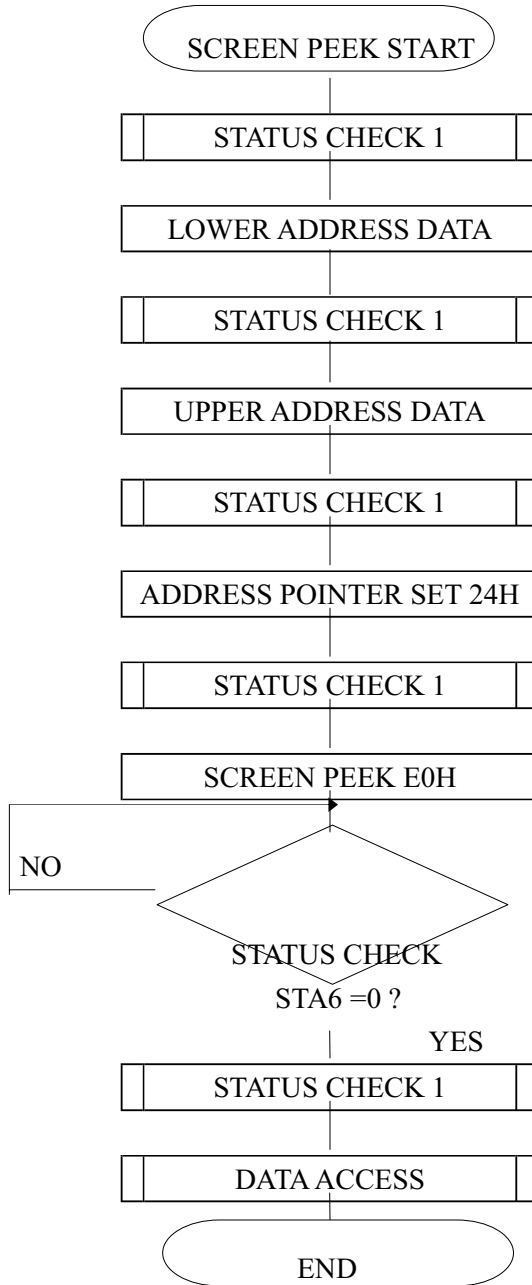 SCREEN PEEK START
STATUS CHECK 1
LOWER ADDRESS DATA
STATUS CHECK 1
UPPER ADDRESS DATA
STATUS CHECK 1
ADDRESS POINTER SET 24H
STATUS CHECK 1
SCREEN PEEK E0H
NO
STATUS CHECK
STA6 =0 ?
YES
STATUS CHECK 1
DATA ACCESS
END